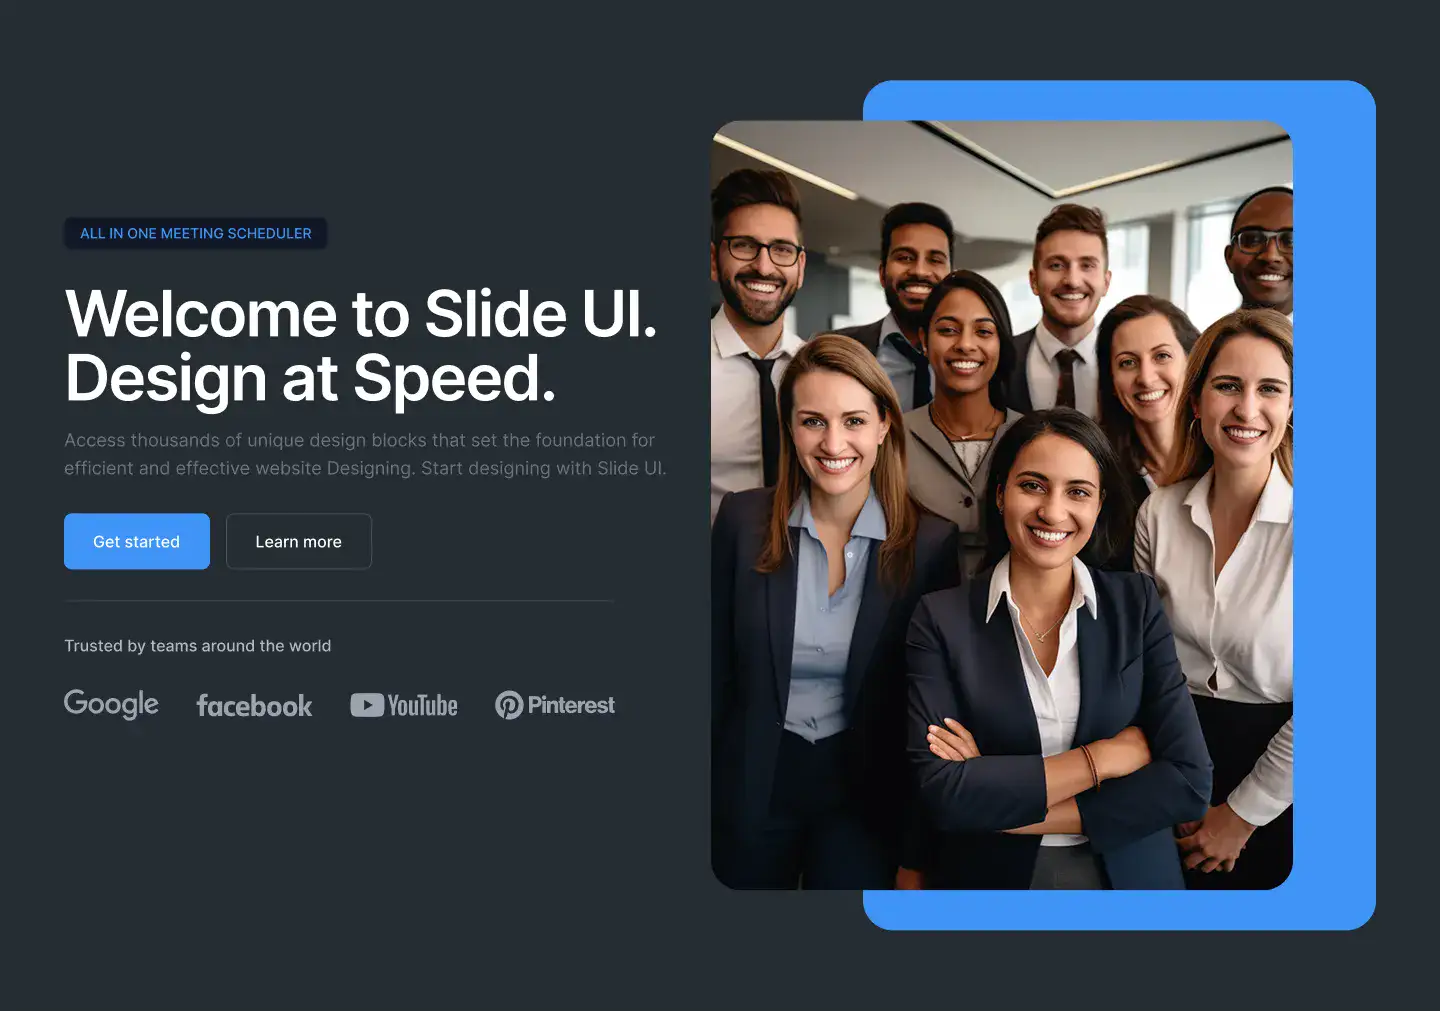 ALL IN ONE MEETING SCHEDULER
Welcome to Slide UI.
Design at Speed.
Access thousands of unique design blocks that set the foundation for
efficient and effective website Designing. Start designing with Slide UI.
Get started
Learn more
Trusted by teams around the world
Google facebook YouTube Pinterest